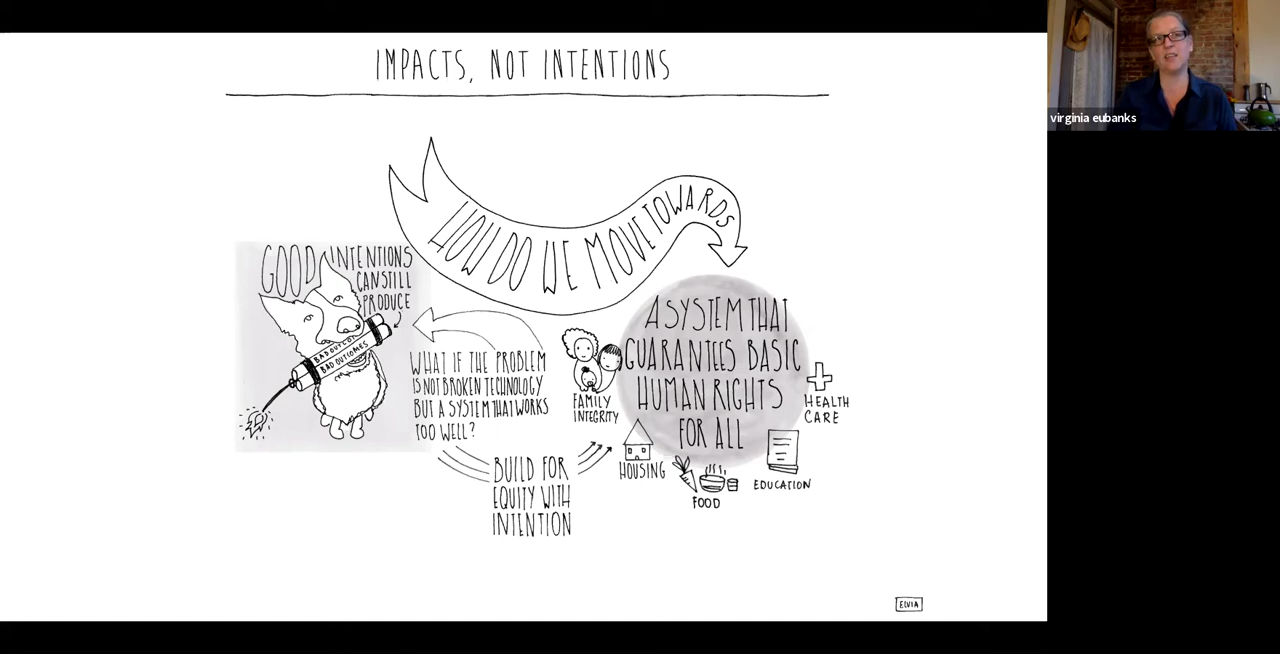 IMPACTS, NOT INTENTIONS
virginia eubanks
HOW DO WE MOVE TOWARDS
GOOD INTENTIONS
CAN STILL
PRODUCE
BAD OUTCO
BAD OUTCOMES
WHAT IF THE PROBLEM
IS NOT BROKEN TECHNOLOGY
BUT A SYSTEM THAT WORKS
TOO WELL?
BUILD FOR
EQUITY WITH
INTENTION
A SYSTEM THAT
GUARANTEES BASIC
HUMAN RIGHTS
FOR ALL
FAMILY
INTEGRITY
HOUSING
FOOD
EDUCATION
HEALTH
CARE
ELVIA